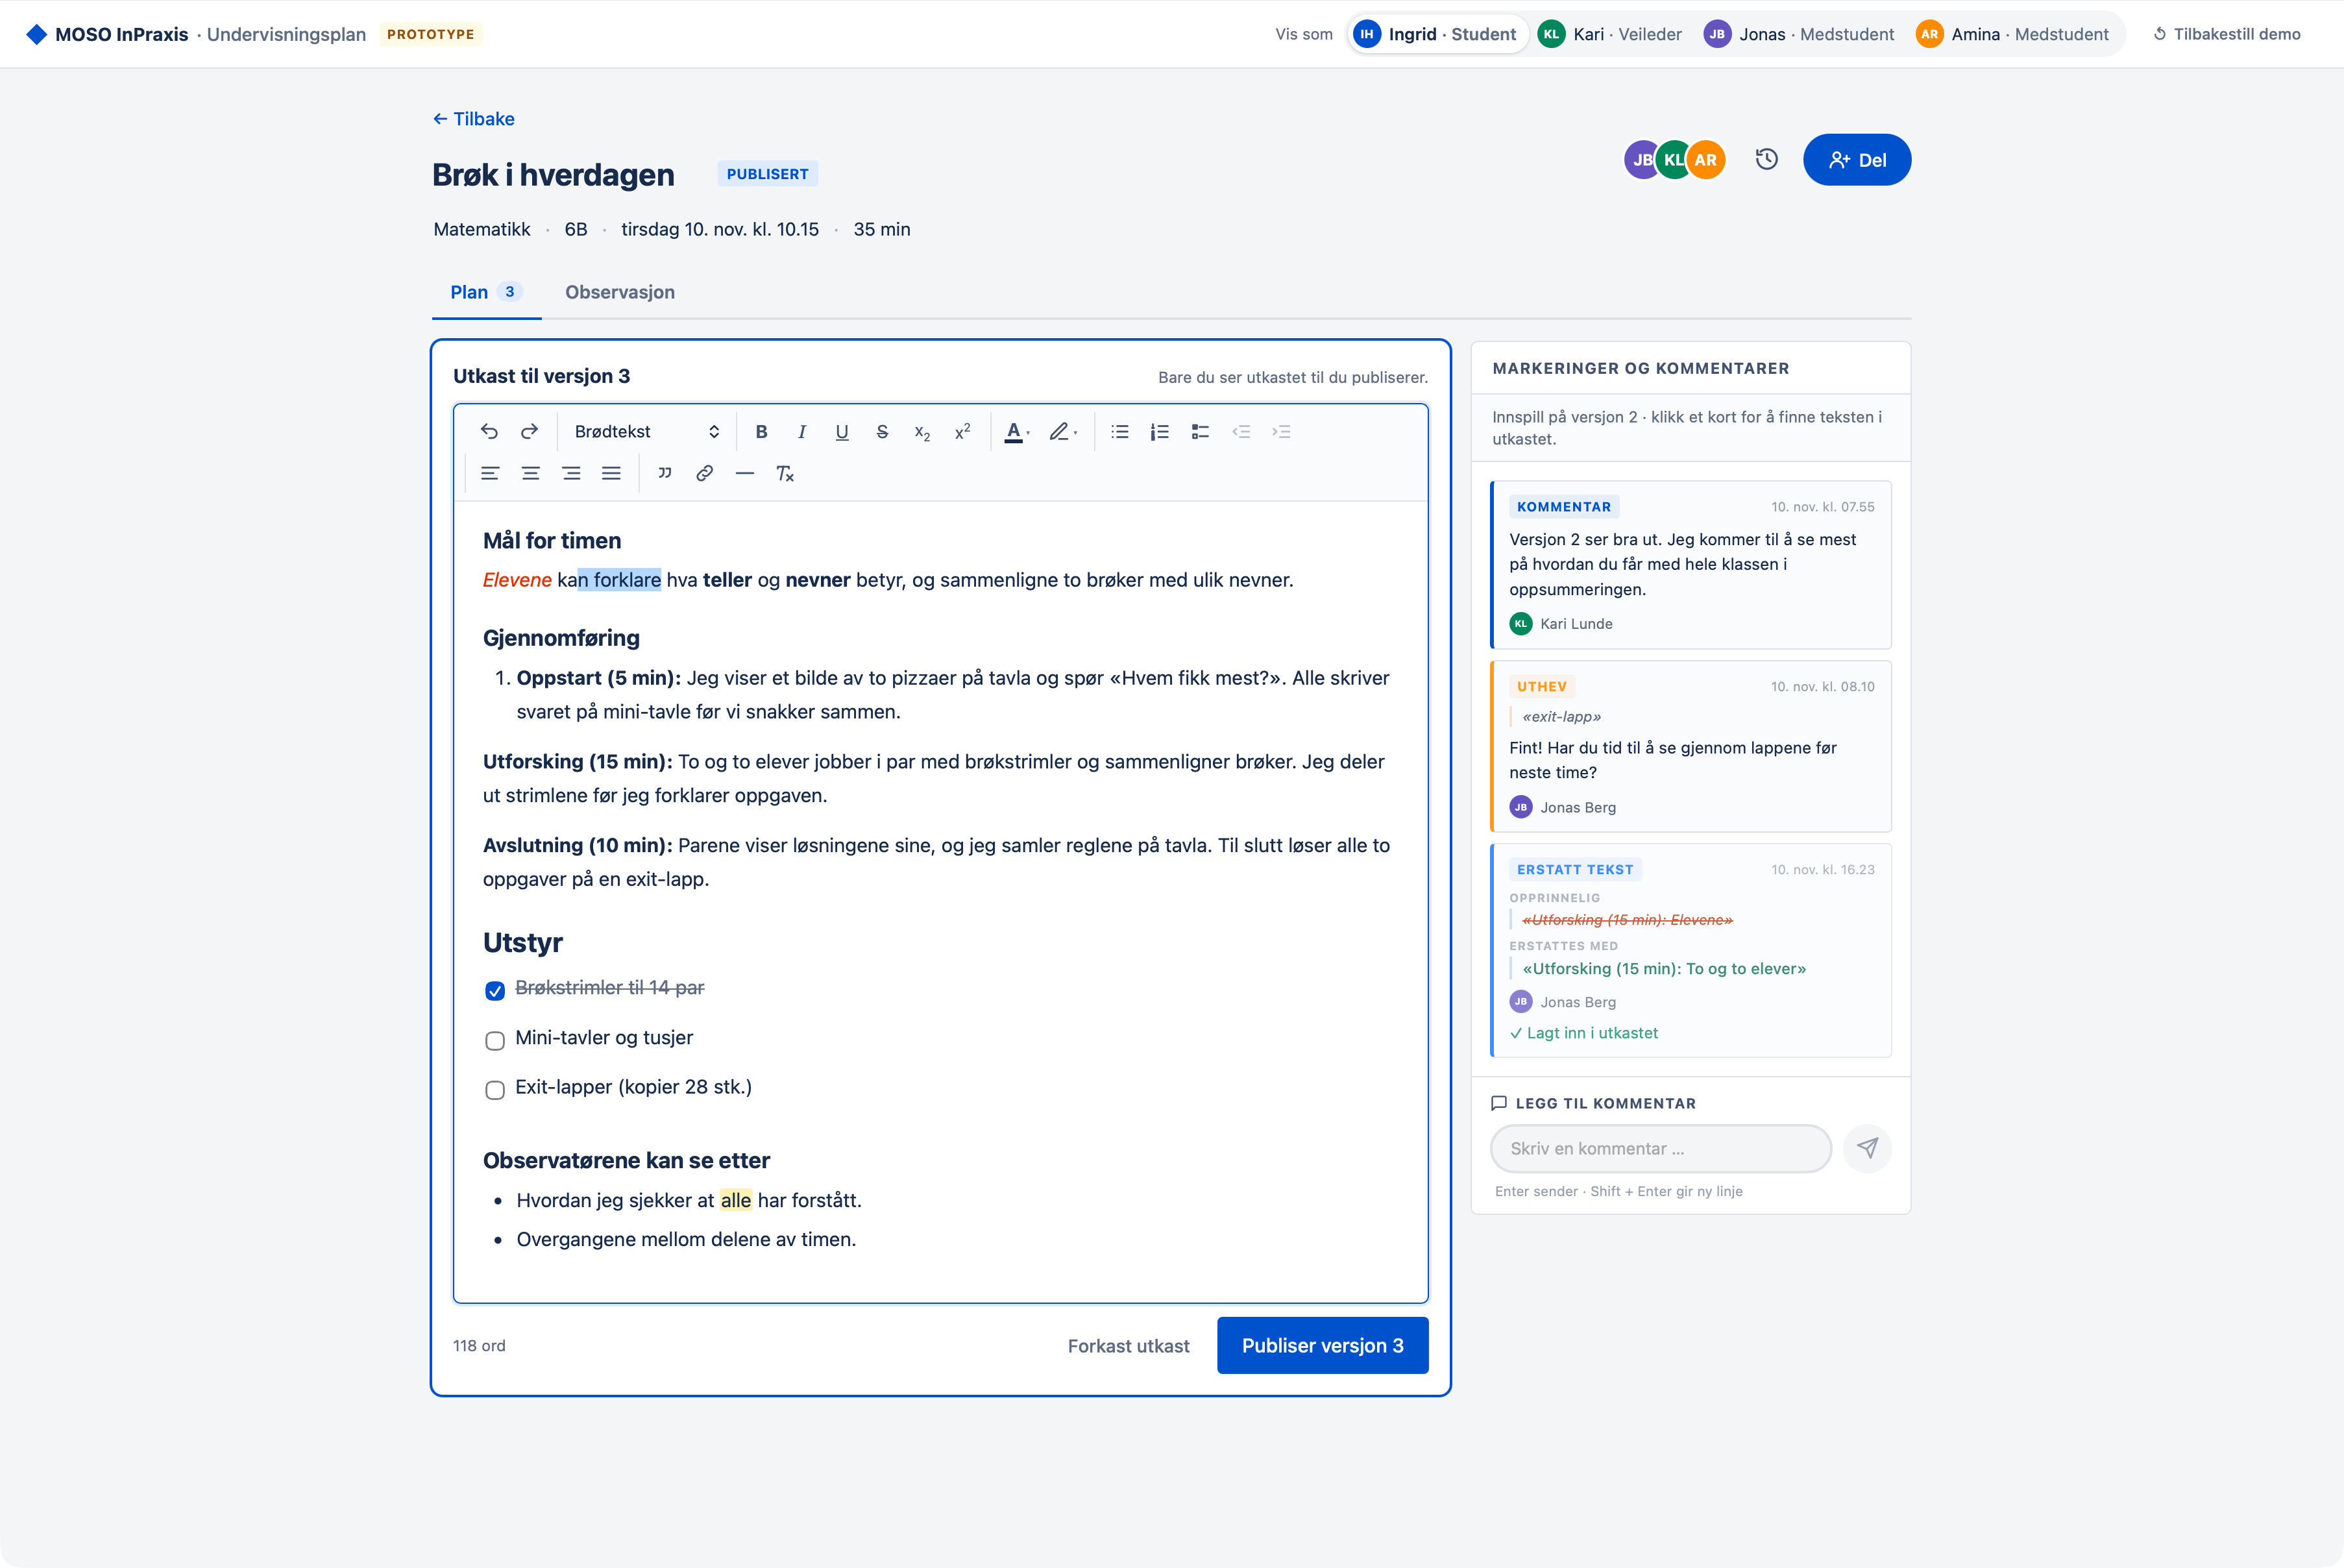 MOSO InPraxis · Undervisningsplan PROTOTYPE
Vis som IH Ingrid · Student KL Kari · Veileder JB Jonas · Medstudent AR Amina · Medstudent Tilbakestill demo
← Tilbake
Brøk i hverdagen PUBLISERT
JB KL AR Del
Matematikk · 6B · tirsdag 10. nov. kl. 10.15 · 35 min
Plan 3 Observasjon
Utkast til versjon 3
Bare du ser utkastet til du publiserer.
Brødtekst B I U S x2 x2 A
Tx
Mål for timen
Elevene kan forklare hva teller og nevner betyr, og sammenligne to brøker med ulik nevner.
Gjennomføring
1. Oppstart (5 min): Jeg viser et bilde av to pizzaer på tavla og spør «Hvem fikk mest?». Alle skriver
svaret på mini-tavle før vi snakker sammen.
Utforsking (15 min): To og to elever jobber i par med brøkstrimler og sammenligner brøker. Jeg deler
ut strimlene før jeg forklarer oppgaven.
Avslutning (10 min): Parene viser løsningene sine, og jeg samler reglene på tavla. Til slutt løser alle to
oppgaver på en exit-lapp.
Utstyr
Brøkstrimler til 14 par
Mini-tavler og tusjer
Exit-lapper (kopier 28 stk.)
Observatørene kan se etter
• Hvordan jeg sjekker at alle har forstått.
• Overgangene mellom delene av timen.
118 ord
Forkast utkast
Publiser versjon 3
MARKERINGER OG KOMMENTARER
Innspill på versjon 2 · klikk et kort for å finne teksten i
utkastet.
KOMMENTAR 10. nov. kl. 07.55
Versjon 2 ser bra ut. Jeg kommer til å se mest
på hvordan du får med hele klassen i
oppsummeringen.
KL Kari Lunde
UTHEV 10. nov. kl. 08.10
«exit-lapp»
Fint! Har du tid til å se gjennom lappene før
neste time?
JB Jonas Berg
ERSTATT TEKST 10. nov. kl. 16.23
OPPRINNELIG
«Utforsking (15 min): Elevene»
ERSTATTES MED
«Utforsking (15 min): To og to elever»
JB Jonas Berg
✓ Lagt inn i utkastet
LEGG TIL KOMMENTAR
Skriv en kommentar ...
Enter sender · Shift + Enter gir ny linje